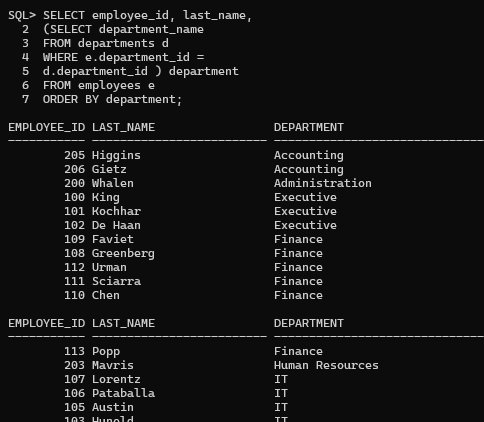 SQL> SELECT employee_id, last_name,
  2  (SELECT department_name
  3  FROM departments d
  4  WHERE e.department_id =
  5  d.department_id ) department
  6  FROM employees e
  7  ORDER BY department;
EMPLOYEE_ID LAST_NAME                 DEPARTMENT
----------- ------------------------- ------------------------------
        205 Higgins                   Accounting
        206 Gietz                     Accounting
        200 Whalen                    Administration
        100 King                      Executive
        101 Kochhar                   Executive
        102 De Haan                   Executive
        109 Faviet                    Finance
        108 Greenberg                 Finance
        112 Urman                     Finance
        111 Sciarra                   Finance
        110 Chen                      Finance
EMPLOYEE_ID LAST_NAME                 DEPARTMENT
----------- ------------------------- ------------------------------
        113 Popp                      Finance
        203 Mavris                    Human Resources
        107 Lorentz                   IT
        106 Pataballa                 IT
        105 Austin                    IT
        103 Hunold                    IT